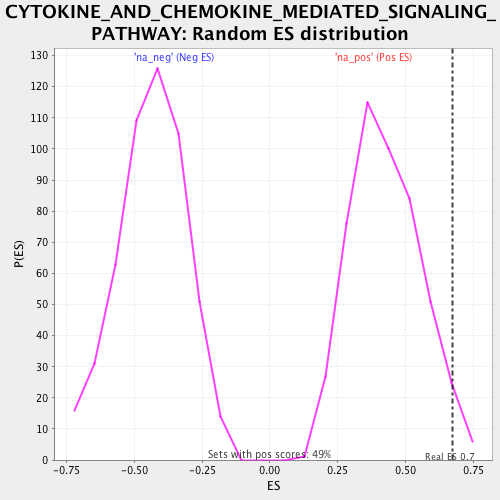 CYTOKINE_AND_CHEMOKINE_MEDIATED_SIGNALING_
PATHWAY: Random ES distribution
'na_neg' (Neg ES) 'na_pos' (Pos ES)
130
120
110
100
90
80
70
60
50
40
30
20
10
0
P(ES)
Sets with pos scores: 49%
Real ES 0.7
-0.75 -0.50 -0.25 0.00 0.25 0.50 0.75
ES